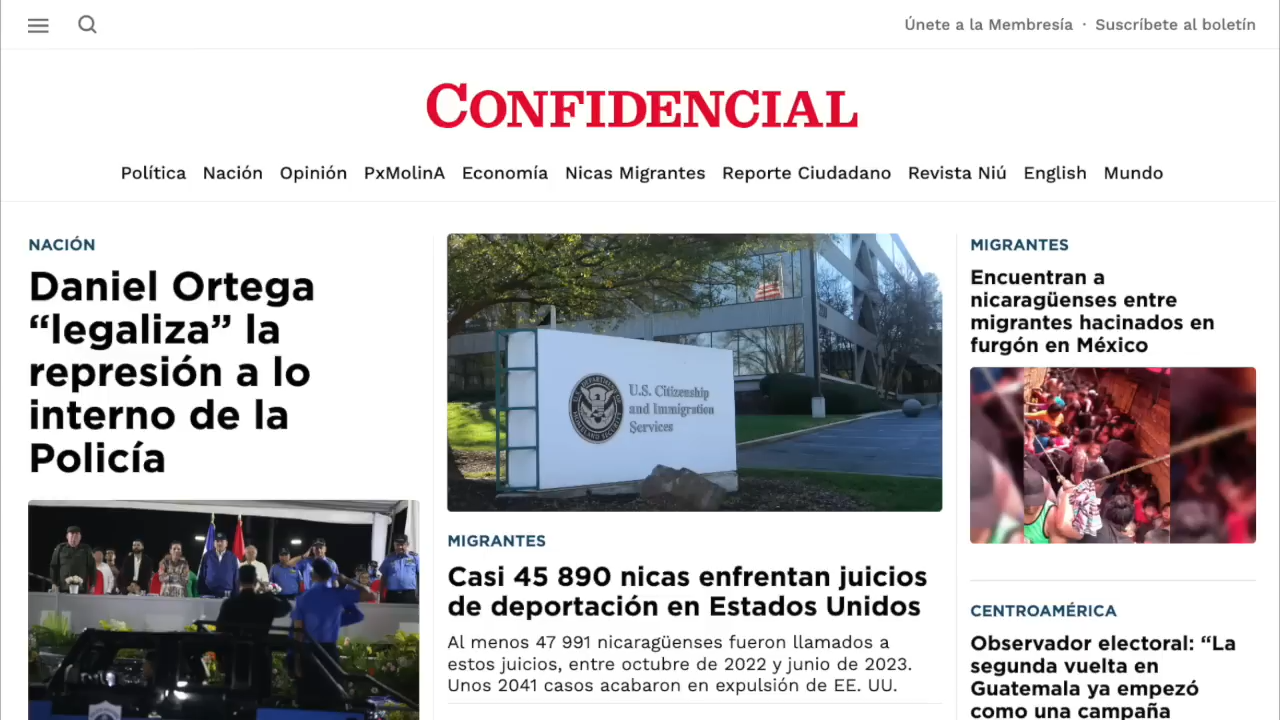 Únete a la Membresía · Suscríbete al boletín
CONFIDENCIAL
Política Nación Opinión PxMolinA Economía Nicas Migrantes Reporte Ciudadano Revista Niú English Mundo
NACIÓN
Daniel Ortega
“legaliza” la
represión a lo
interno de la
Policía
U.S. Citizenship
and Immigration
Services
MIGRANTES
Casi 45 890 nicas enfrentan juicios
de deportación en Estados Unidos
Al menos 47 991 nicaragüenses fueron llamados a
estos juicios, entre octubre de 2022 y junio de 2023.
Unos 2041 casos acabaron en expulsión de EE. UU.
MIGRANTES
Encuentran a
nicaragüenses entre
migrantes hacinados en
furgón en México
CENTROAMÉRICA
Observador electoral: “La
segunda vuelta en
Guatemala ya empezó
como una campaña